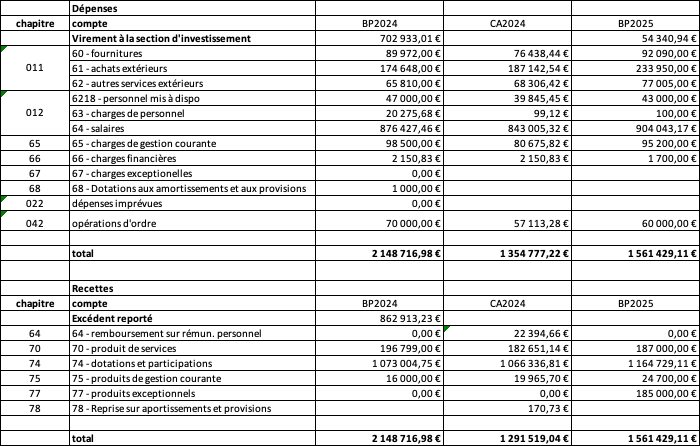 Dépenses
chapitre compte BP2024 CA2024 BP2025
Virement à la section d'investissement 702 933,01 € 54 340,94 €
011 60 - fournitures 89 972,00 € 76 438,44 € 92 090,00 €
61 - achats extérieurs 174 648,00 € 187 142,54 € 233 950,00 €
62 - autres services extérieurs 65 810,00 € 68 306,42 € 77 005,00 €
012 6218 - personnel mis à dispo 47 000,00 € 39 845,45 € 43 000,00 €
63 - charges de personnel 20 275,68 € 99,12 € 100,00 €
64 - salaires 876 427,46 € 843 005,32 € 904 043,17 €
65 65 - charges de gestion courante 98 500,00 € 80 675,82 € 95 200,00 €
66 66 - charges financières 2 150,83 € 2 150,83 € 1 700,00 €
67 67 - charges exceptionelles 0,00 €
68 68 - Dotations aux amortissements et aux provisions 1 000,00 €
022 dépenses imprévues 0,00 €
042 opérations d'ordre 70 000,00 € 57 113,28 € 60 000,00 €
total 2 148 716,98 € 1 354 777,22 € 1 561 429,11 €
Recettes
chapitre compte BP2024 CA2024 BP2025
Excédent reporté 862 913,23 €
64 64 - remboursement sur rémun. personnel 0,00 € 22 394,66 € 0,00 €
70 70 - produit de services 196 799,00 € 182 651,14 € 187 000,00 €
74 74 - dotations et participations 1 073 004,75 € 1 066 336,81 € 1 164 729,11 €
75 75 - produits de gestion courante 16 000,00 € 19 965,70 € 24 700,00 €
77 77 - produits exceptionnels 0,00 € 0,00 € 185 000,00 €
78 78 - Reprise sur aportissements et provisions 170,73 €
total 2 148 716,98 € 1 291 519,04 € 1 561 429,11 €